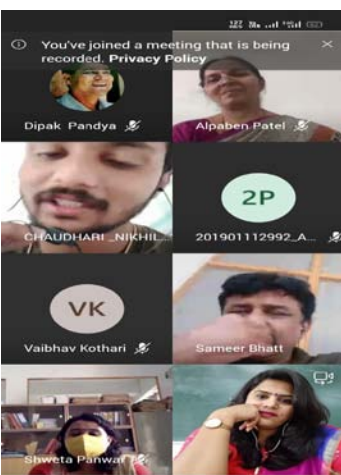 You've joined a meeting that is being
recorded. Privacy Policy
Dipak Pandya
Alpaben Patel
CHAUDHARI _NIKHIL...
2P
201901112992_A...
VK
Vaibhav Kothari
Sameer Bhatt
Shweta Panwar